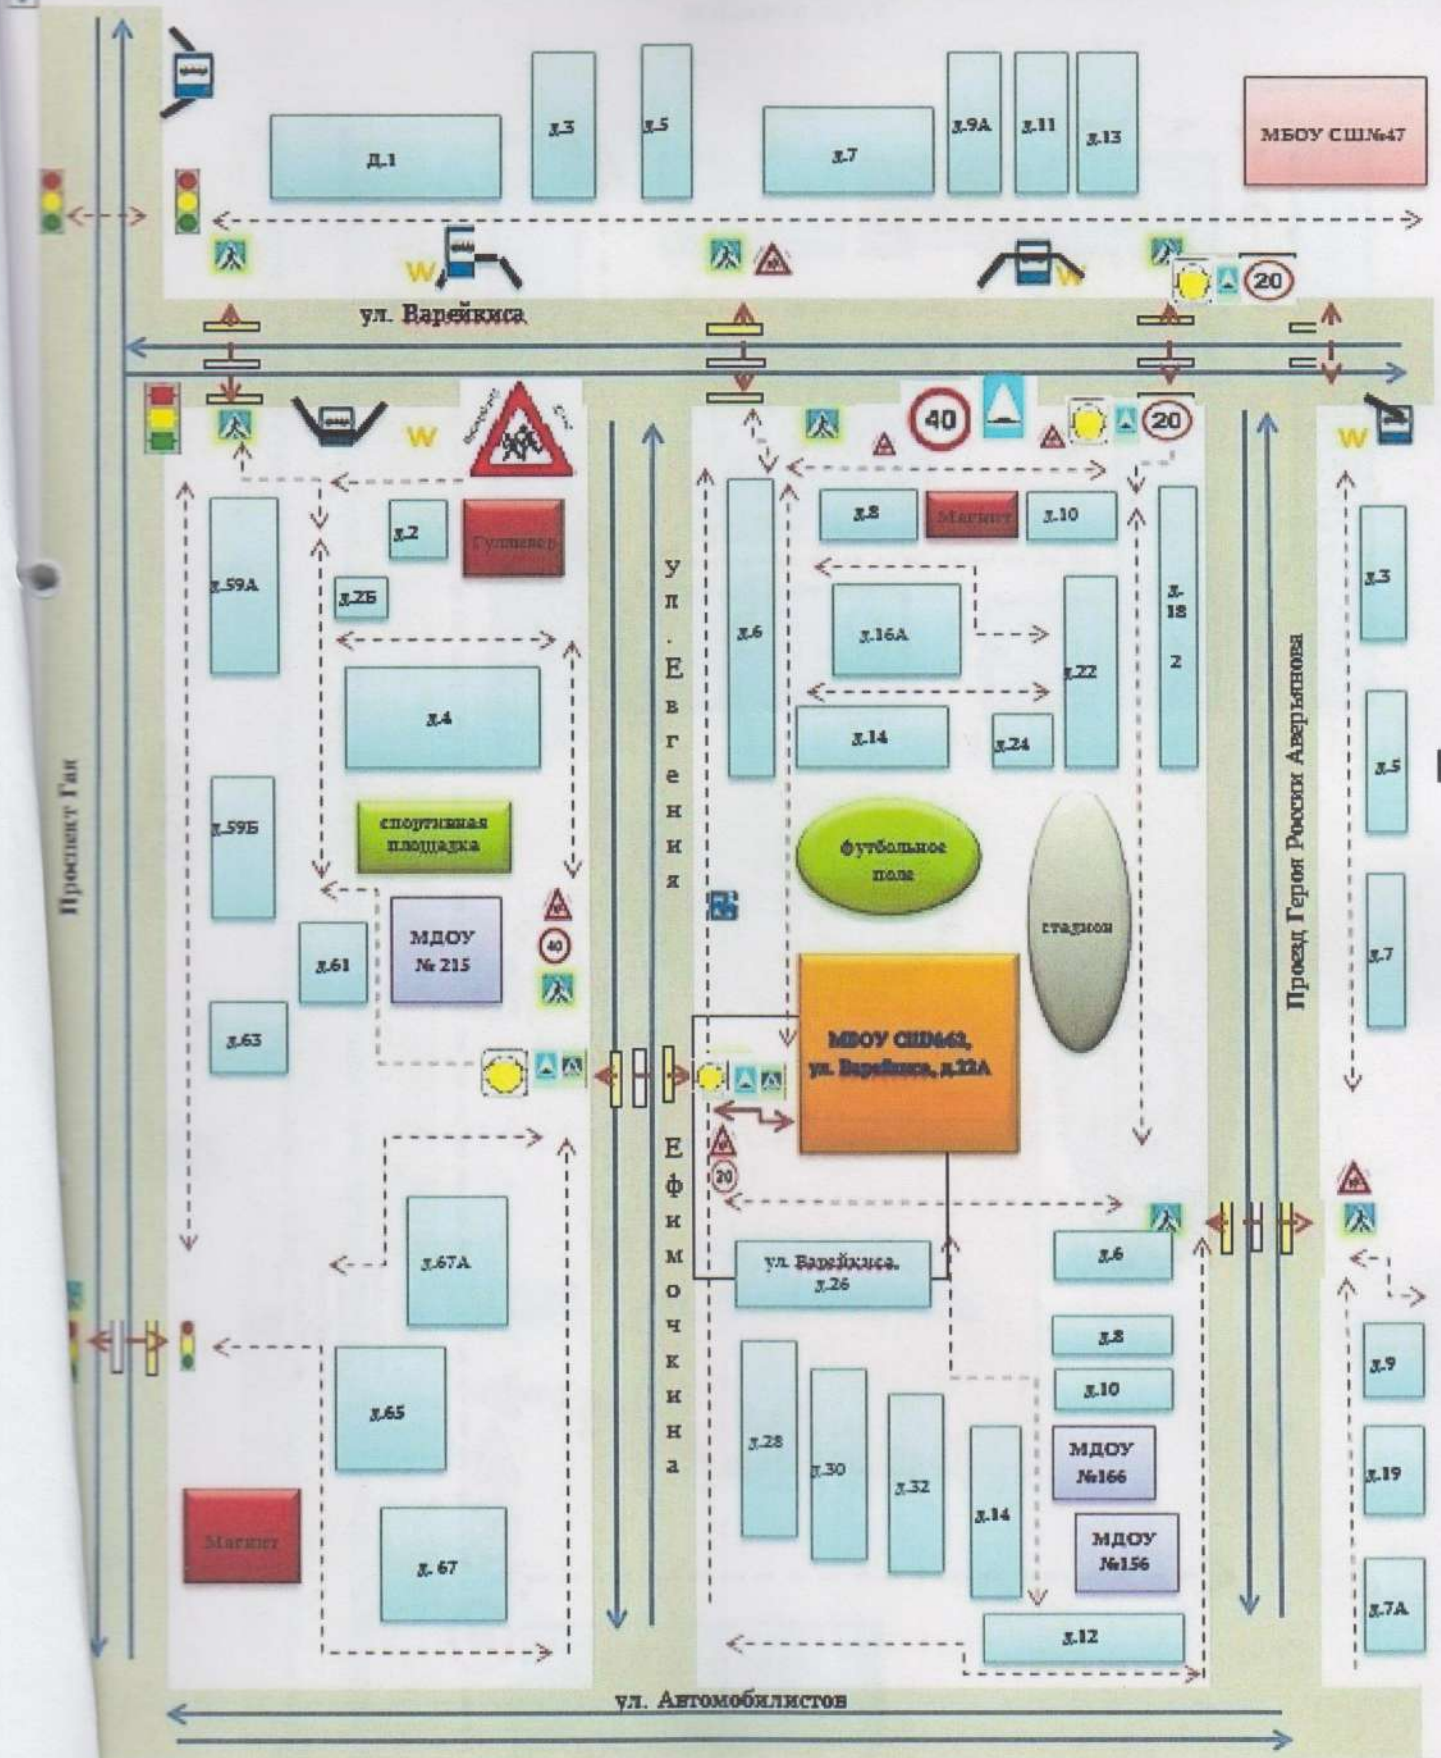 Д.1
д.3
д.5
д.7
д.9А
д.11
д.13
МБОУ СШ№47
W
W
20
ул. Варейкиса
W
40
20
W
д.59А
д.2
Гулливер
д.2Б
д.4
спортивная
площадка
д.59Б
МДОУ
№ 215
д.61
д.63
40
Проспект Гая
ул. Евгения
Ефимочкина
д.6
д.8
Магнит
д.10
д.16А
д.22
д.18
2
д.14
д.24
футбольное
поле
стадион
МБОУ СШ№62,
ул. Варейкиса, д.22А
20
Проезд Героя России Аверьянова
д.3
д.5
д.7
д.67А
д.65
Магнит
д. 67
ул. Варейкиса,
д.26
д.28
д.30
д.32
д.14
д.6
д.8
д.10
МДОУ
№166
МДОУ
№156
д.12
д.9
д.19
д.7А
ул. Автомобилистов